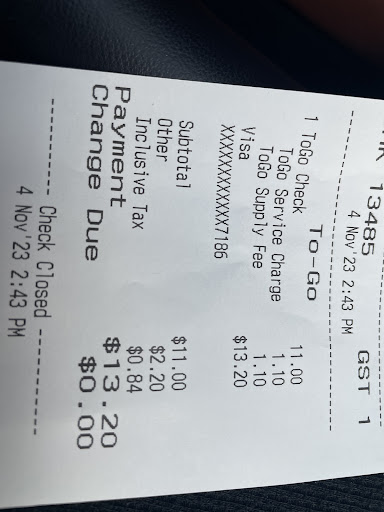 13485 GST 1
4 Nov'23 2:43 PM
To-Go
1 ToGo Check 11.00
ToGo Service Charge 1.10
ToGo Supply Fee 1.10
Visa $13.20
XXXXXXXXXXXX7186
Subtotal $11.00
Other $2.20
Inclusive Tax $0.84
Payment $13.20
Change Due $0.00
----------- Check Closed -----------
4 Nov'23 2:43 PM